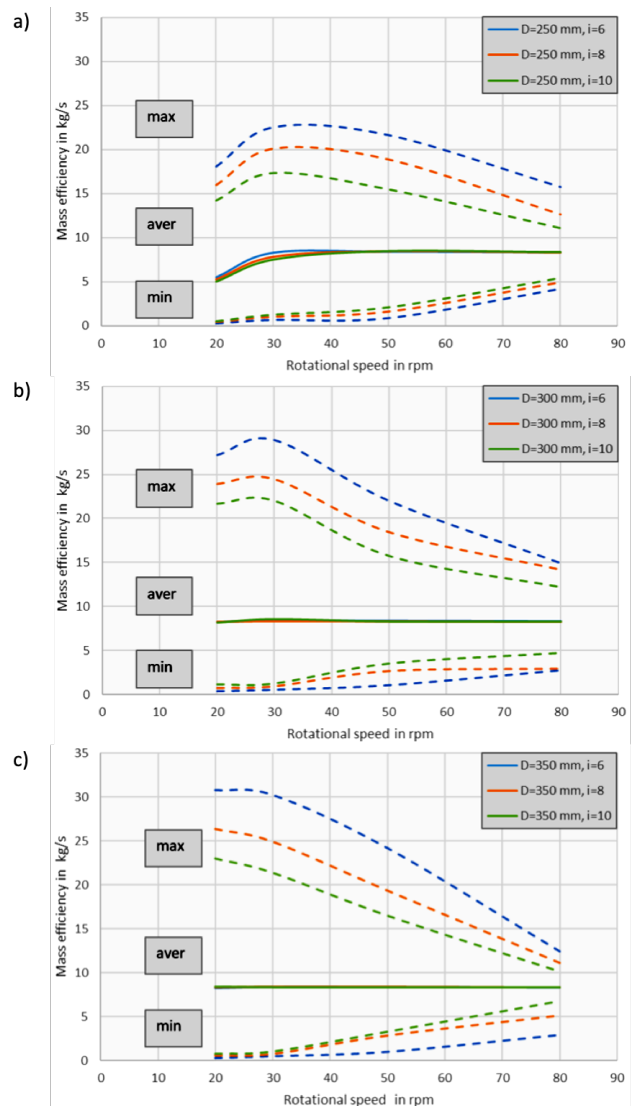 a)
Mass efficiency in kg/s
35
30
25
20
15
10
5
0
max
aver
min
D=250 mm, i=6
D=250 mm, i=8
D=250 mm, i=10
0 10 20 30 40 50 60 70 80 90
Rotational speed in rpm
b)
Mass efficiency in kg/s
35
30
25
20
15
10
5
0
max
aver
min
D=300 mm, i=6
D=300 mm, i=8
D=300 mm, i=10
0 10 20 30 40 50 60 70 80 90
Rotational speed in rpm
c)
Mass efficiency in kg/s
35
30
25
20
15
10
5
0
max
aver
min
D=350 mm, i=6
D=350 mm, i=8
D=350 mm, i=10
0 10 20 30 40 50 60 70 80 90
Rotational speed in rpm